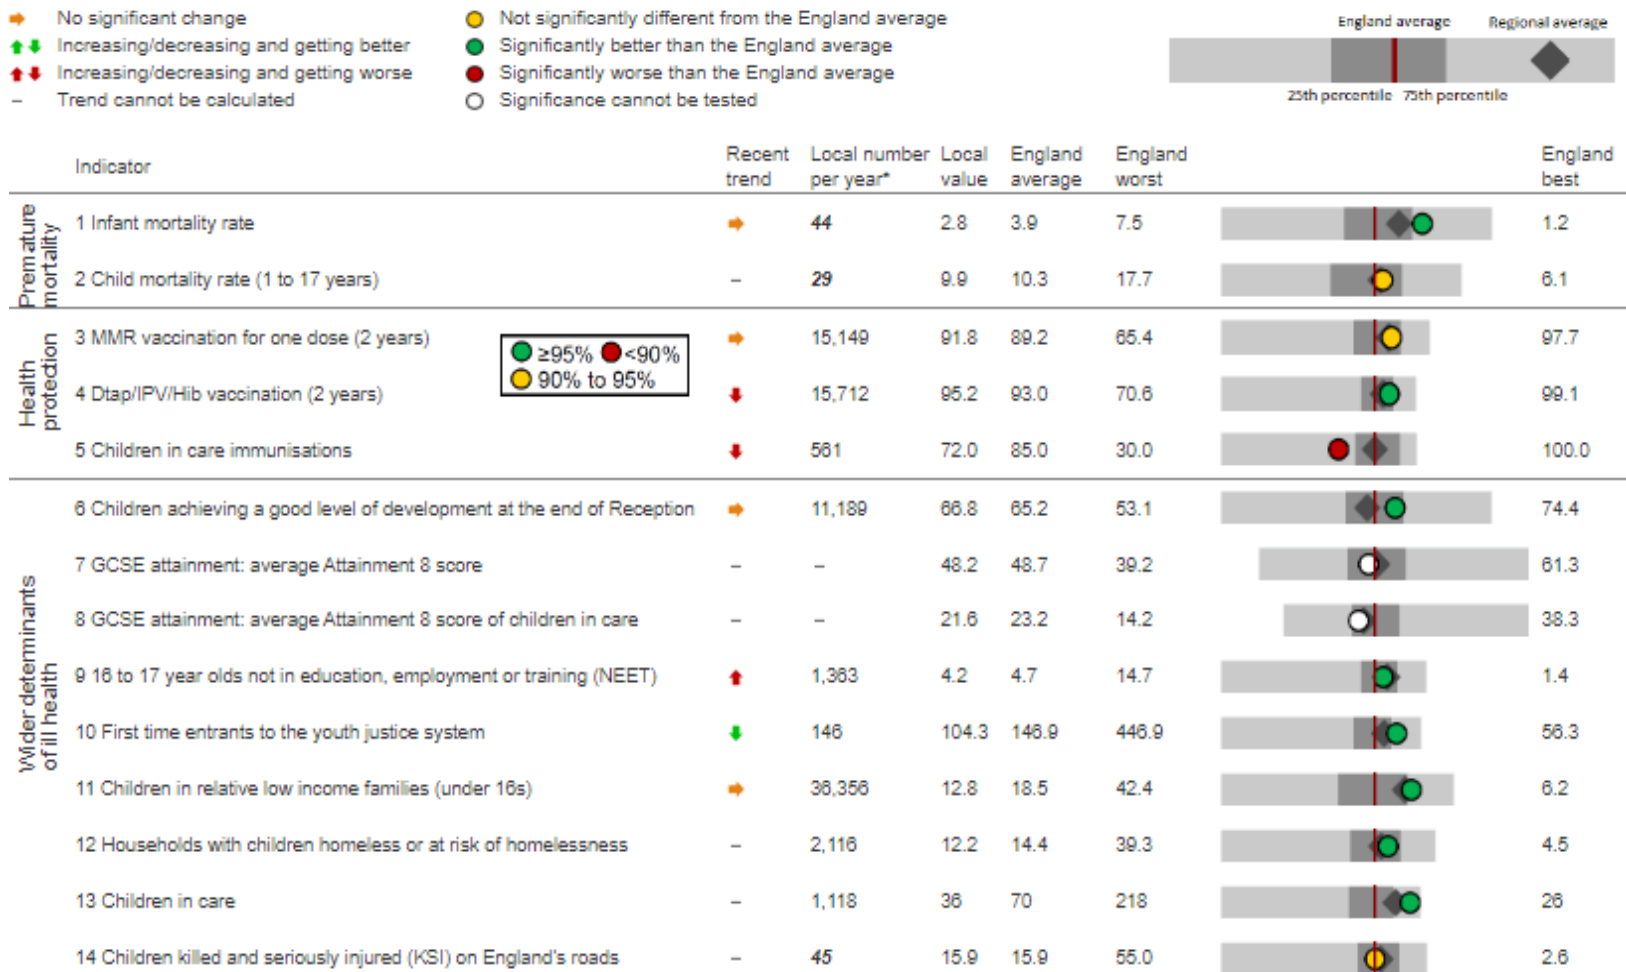 No significant change
Increasing/decreasing and getting better
Increasing/decreasing and getting worse
– Trend cannot be calculated
Not significantly different from the England average
Significantly better than the England average
Significantly worse than the England average
Significance cannot be tested
England average Regional average
25th percentile 75th percentile
Indicator Recent trend Local number per year* Local value England average England worst England best
Premature mortality
1 Infant mortality rate 44 2.8 3.9 7.5 1.2
2 Child mortality rate (1 to 17 years) – 29 9.9 10.3 17.7 6.1
Health protection
3 MMR vaccination for one dose (2 years) 15,149 91.8 89.2 65.4 97.7
≥95% <90%
90% to 95%
4 Dtap/IPV/Hib vaccination (2 years) 15,712 95.2 93.0 70.6 99.1
5 Children in care immunisations 561 72.0 85.0 30.0 100.0
Wider determinants of ill health
6 Children achieving a good level of development at the end of Reception 11,189 66.8 65.2 53.1 74.4
7 GCSE attainment: average Attainment 8 score – – 48.2 48.7 39.2 61.3
8 GCSE attainment: average Attainment 8 score of children in care – – 21.6 23.2 14.2 38.3
9 16 to 17 year olds not in education, employment or training (NEET) 1,363 4.2 4.7 14.7 1.4
10 First time entrants to the youth justice system 146 104.3 146.9 446.9 56.3
11 Children in relative low income families (under 16s) 36,356 12.8 18.5 42.4 6.2
12 Households with children homeless or at risk of homelessness – 2,116 12.2 14.4 39.3 4.5
13 Children in care – 1,118 36 70 218 26
14 Children killed and seriously injured (KSI) on England's roads – 45 15.9 15.9 55.0 2.6